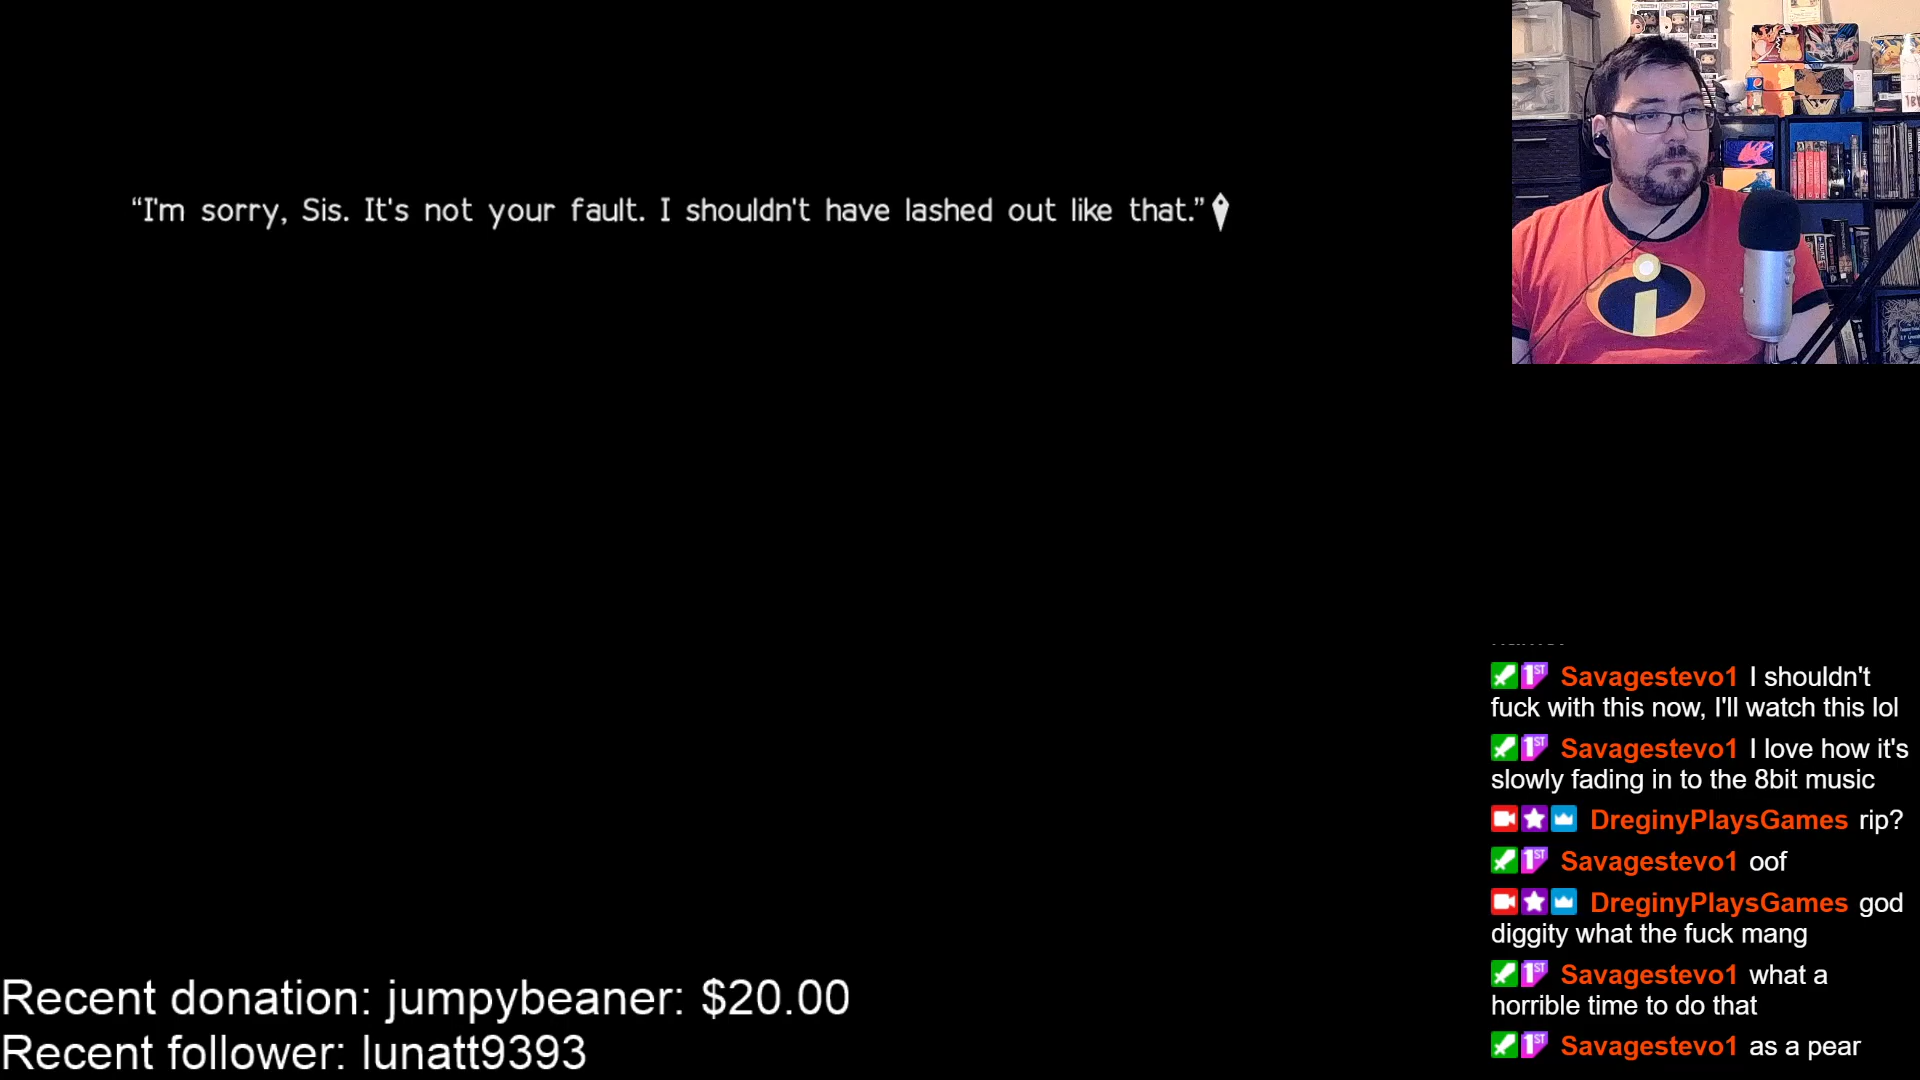 “I'm sorry, Sis. It's not your fault. I shouldn't have lashed out like that.”
Savagestevo1 I shouldn't
fuck with this now, I'll watch this lol
Savagestevo1 I love how it's
slowly fading in to the 8bit music
DreginyPlaysGames rip?
Savagestevo1 oof
DreginyPlaysGames god
diggity what the fuck mang
Savagestevo1 what a
horrible time to do that
Savagestevo1 as a pear
Recent donation: jumpybeaner: $20.00
Recent follower: lunatt9393